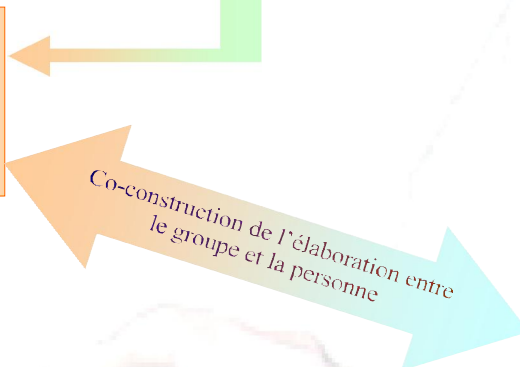 Co-construction de l'élaboration entre
le groupe et la personne